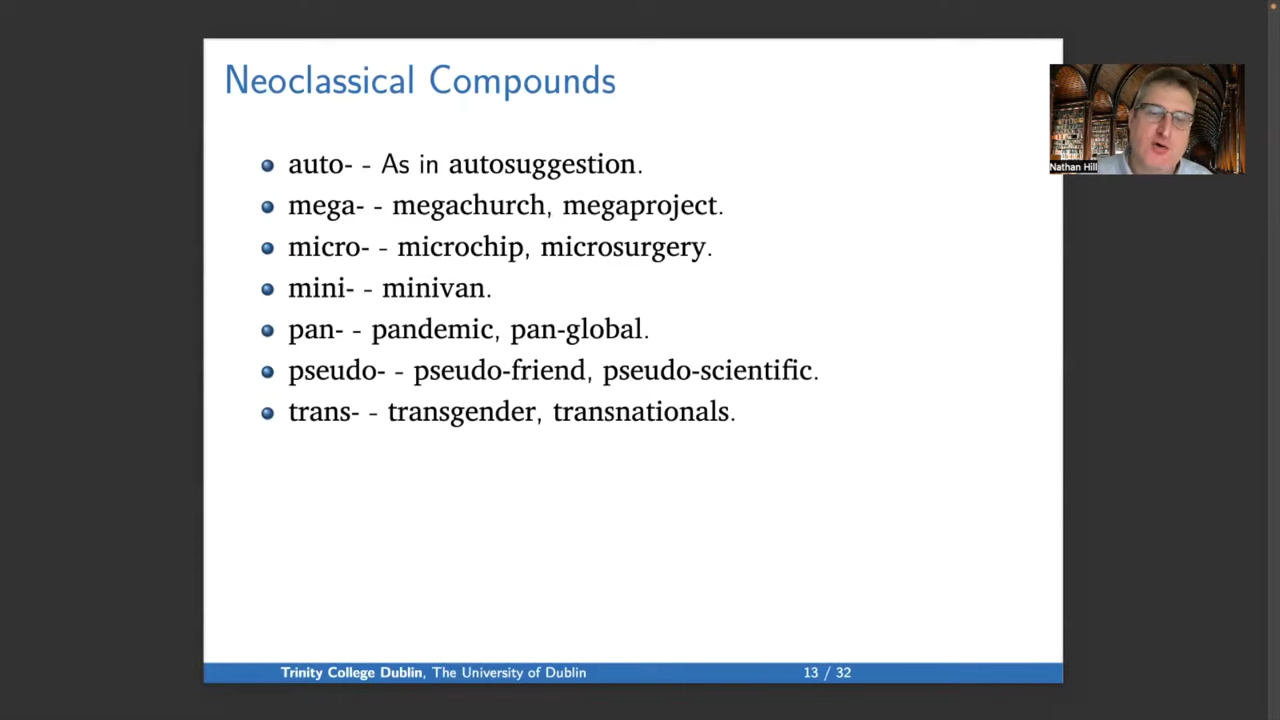 Neoclassical Compounds
auto- - As in autosuggestion.
mega- - megachurch, megaproject.
micro- - microchip, microsurgery.
mini- - minivan.
pan- - pandemic, pan-global.
pseudo- - pseudo-friend, pseudo-scientific.
trans- - transgender, transnationals.
Nathan Hill
Trinity College Dublin, The University of Dublin
13 / 32